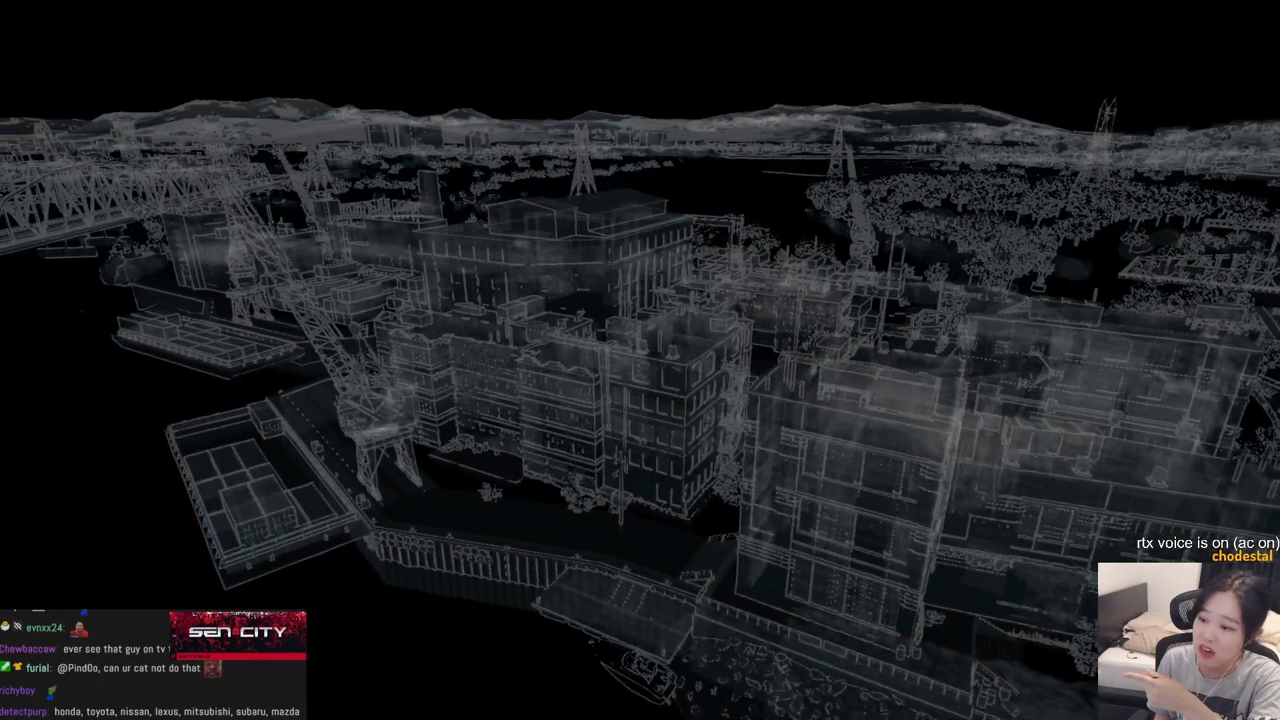 rtx voice is on (ac on)
chodestal
evnxx24:
SEN CITY
Chewbaccaw: ever see that guy on tv
furial: @Pind0o, can ur cat not do that
richyboy:
detectpurp: honda, toyota, nissan, lexus, mitsubishi, subaru, mazda